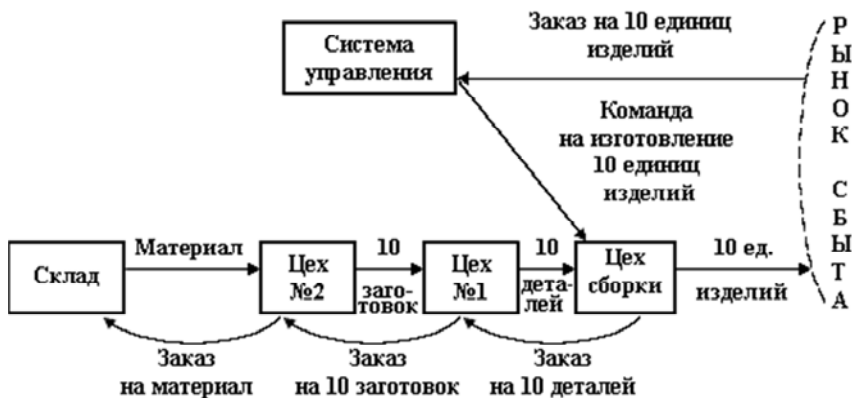 Система
управления
Заказ на 10 единиц
изделий
Команда
на изготовление
10 единиц
изделий
РЫНОК СБЫТА
Склад
Материал
Цех
№2
10
заго-
товок
Цех
№1
10
дета-
лей
Цех
сборки
10 ед.
изделий
Заказ
на материал
Заказ
на 10 заготовок
Заказ
на 10 деталей